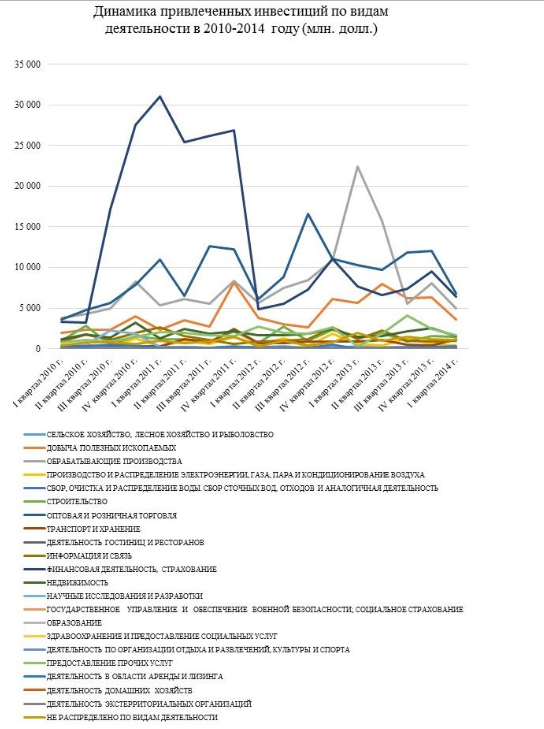 Динамика привлеченных инвестиций по видам
деятельности в 2010-2014 году (млн. долл.)
35 000
30 000
25 000
20 000
15 000
10 000
5 000
0
I квартал 2010 г.
II квартал 2010 г.
III квартал 2010 г.
IV квартал 2010 г.
I квартал 2011 г.
II квартал 2011 г.
III квартал 2011 г.
IV квартал 2011 г.
I квартал 2012 г.
II квартал 2012 г.
III квартал 2012 г.
IV квартал 2012 г.
I квартал 2013 г.
II квартал 2013 г.
III квартал 2013 г.
IV квартал 2013 г.
I квартал 2014 г.
СЕЛЬСКОЕ ХОЗЯЙСТВО, ЛЕСНОЕ ХОЗЯЙСТВО И РЫБОЛОВСТВО
ДОБЫЧА ПОЛЕЗНЫХ ИСКОПАЕМЫХ
ОБРАБАТЫВАЮЩИЕ ПРОИЗВОДСТВА
ПРОИЗВОДСТВО И РАСПРЕДЕЛЕНИЕ ЭЛЕКТРОЭНЕРГИИ, ГАЗА, ПАРА И КОНДИЦИОНИРОВАНИЕ ВОЗДУХА
СБОР, ОЧИСТКА И РАСПРЕДЕЛЕНИЕ ВОДЫ. СБОР СТОЧНЫХ ВОД, ОТХОДОВ И АНАЛОГИЧНАЯ ДЕЯТЕЛЬНОСТЬ
СТРОИТЕЛЬСТВО
ОПТОВАЯ И РОЗНИЧНАЯ ТОРГОВЛЯ
ТРАНСПОРТ И ХРАНЕНИЕ
ДЕЯТЕЛЬНОСТЬ ГОСТИНИЦ И РЕСТОРАНОВ
ИНФОРМАЦИЯ И СВЯЗЬ
ФИНАНСОВАЯ ДЕЯТЕЛЬНОСТЬ, СТРАХОВАНИЕ
НЕДВИЖИМОСТЬ
НАУЧНЫЕ ИССЛЕДОВАНИЯ И РАЗРАБОТКИ
ГОСУДАРСТВЕННОЕ УПРАВЛЕНИЕ И ОБЕСПЕЧЕНИЕ ВОЕННОЙ БЕЗОПАСНОСТИ; СОЦИАЛЬНОЕ СТРАХОВАНИЕ
ОБРАЗОВАНИЕ
ЗДРАВООХРАНЕНИЕ И ПРЕДОСТАВЛЕНИЕ СОЦИАЛЬНЫХ УСЛУГ
ДЕЯТЕЛЬНОСТЬ ПО ОРГАНИЗАЦИИ ОТДЫХА И РАЗВЛЕЧЕНИЙ, КУЛЬТУРЫ И СПОРТА
ПРЕДОСТАВЛЕНИЕ ПРОЧИХ УСЛУГ
ДЕЯТЕЛЬНОСТЬ В ОБЛАСТИ АРЕНДЫ И ЛИЗИНГА
ДЕЯТЕЛЬНОСТЬ ДОМАШНИХ ХОЗЯЙСТВ
ДЕЯТЕЛЬНОСТЬ ЭКСТЕРРИТОРИАЛЬНЫХ ОРГАНИЗАЦИЙ
НЕ РАСПРЕДЕЛЕНО ПО ВИДАМ ДЕЯТЕЛЬНОСТИ